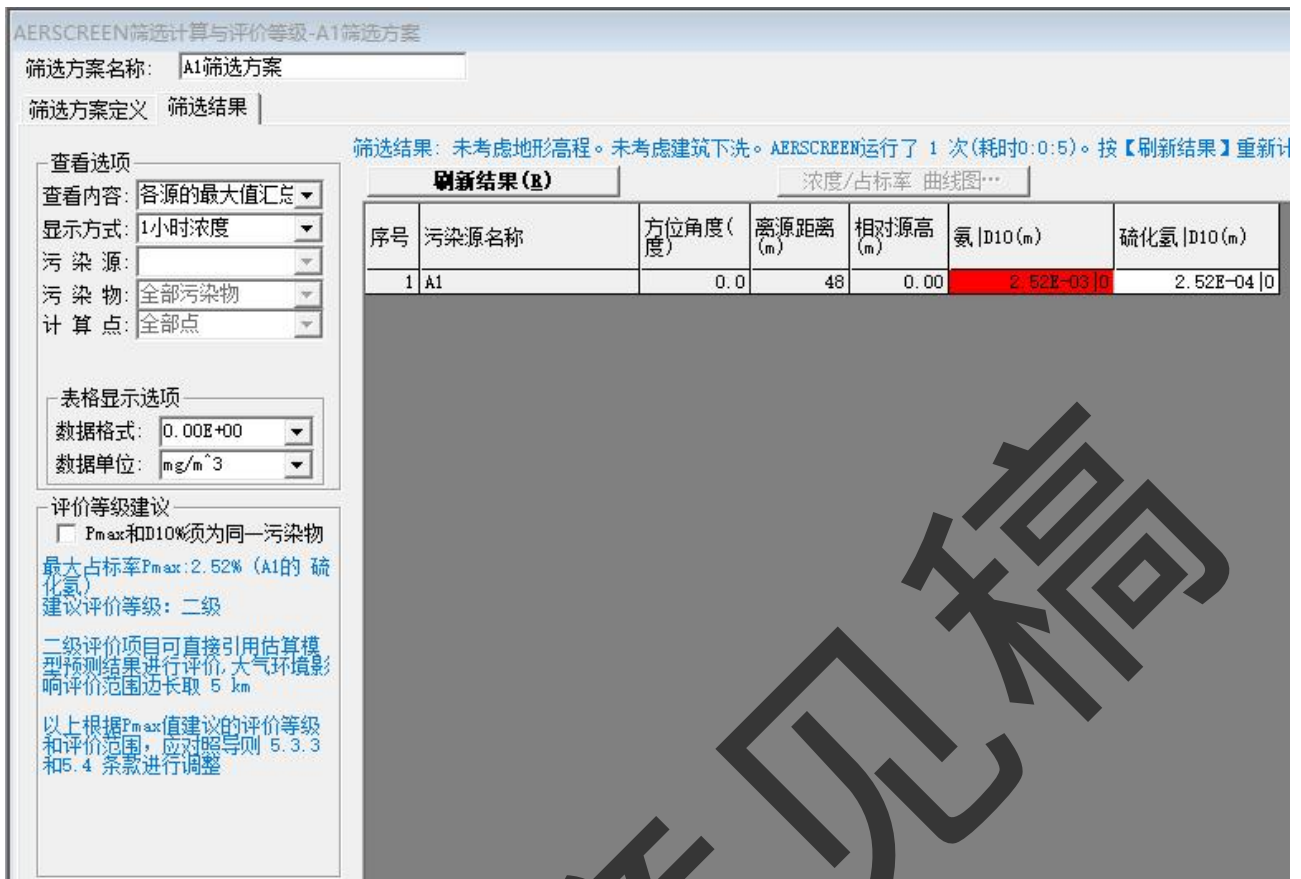 AERSCREEN筛选计算与评价等级-A1筛选方案
筛选方案名称: A1筛选方案
筛选方案定义 筛选结果
筛选结果: 未考虑地形高程。未考虑建筑下洗。AERSCREEN运行了 1 次(耗时0:0:5)。按【刷新结果】重新计
查看选项
刷新结果(R) 浓度/占标率 曲线图…
查看内容: 各源的最大值汇总
显示方式: 1小时浓度
污 染 源:
污 染 物: 全部污染物
计 算 点: 全部点
序号 污染源名称 方位角度(度) 离源距离(m) 相对源高(m) 氨|D10(m) 硫化氢|D10(m)
1 A1 0.0 48 0.00 2.52E-03|0 2.52E-04|0
表格显示选项
数据格式: 0.00E+00
数据单位: mg/m^3
评价等级建议
Pmax和D10%须为同一污染物
最大占标率Pmax:2.52% (A1的 硫
化氢)
建议评价等级: 二级
二级评价项目可直接引用估算模
型预测结果进行评价,大气环境影
响评价范围边长取 5 km
以上根据Pmax值建议的评价等级
和评价范围,应对照导则 5.3.3
和5.4 条款进行调整
见稿